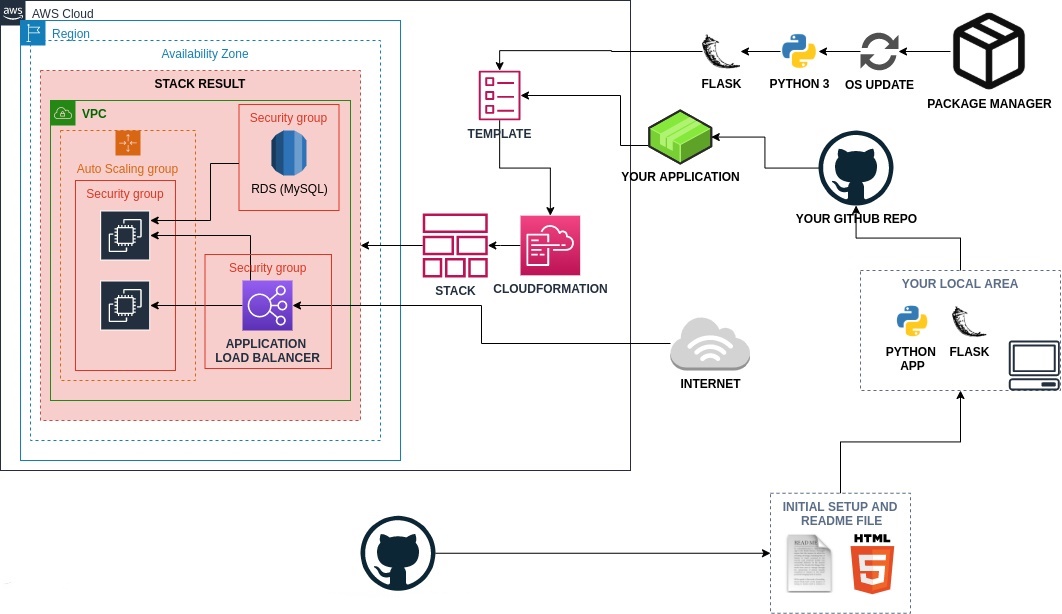 aws
AWS Cloud
Region
Availability Zone
STACK RESULT
VPC
Security group
RDS (MySQL)
Auto Scaling group
Security group
Security group
APPLICATION
LOAD BALANCER
TEMPLATE
STACK
CLOUDFORMATION
FLASK
PYTHON 3
OS UPDATE
PACKAGE MANAGER
YOUR APPLICATION
YOUR GITHUB REPO
INTERNET
YOUR LOCAL AREA
PYTHON
APP
FLASK
INITIAL SETUP AND
README FILE
README
HTML
5